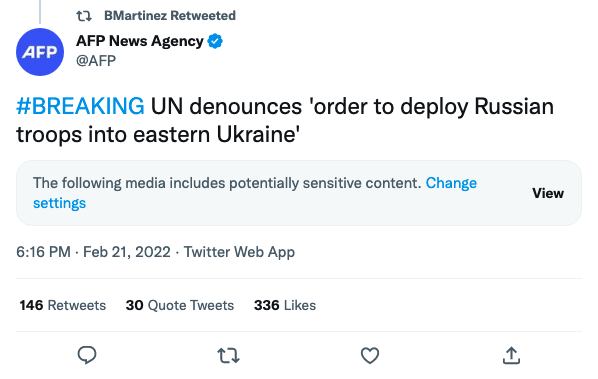 BMartinez Retweeted
AFP
AFP News Agency
@AFP
#BREAKING UN denounces 'order to deploy Russian
troops into eastern Ukraine'
The following media includes potentially sensitive content. Change
settings
View
6:16 PM · Feb 21, 2022 · Twitter Web App
146 Retweets 30 Quote Tweets 336 Likes